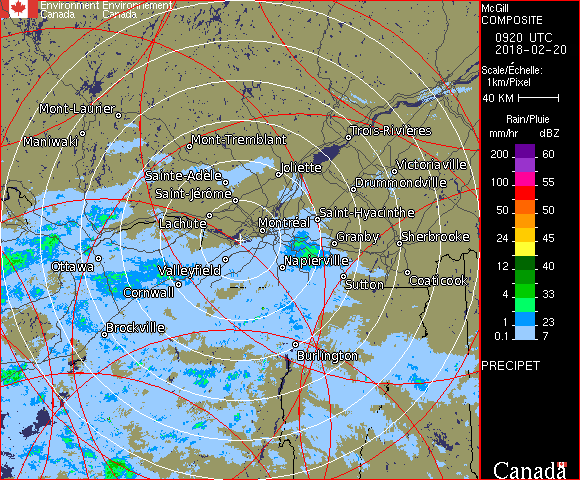 Environment Environnement
Canada Canada
McGill
COMPOSITE
0920 UTC
2018-02-20
Scale/Échelle:
1km/Pixel
40 KM
Rain/Pluie
mm/hr dBZ
200 60
100 55
50 50
24 45
12 40
4 33
1 23
0.1 7
PRECIPET
Canada
Mont-Laurier
Maniwaki
Mont-Tremblant
Trois-Rivières
Sainte-Adèle
Joliette
Victoriaville
Saint-Jérôme
Drummondville
Lachute
Montréal
Saint-Hyacinthe
Granby
Sherbrooke
Ottawa
Valleyfield
Napierville
Cornwall
Sutton
Coaticook
Brockville
Burlington